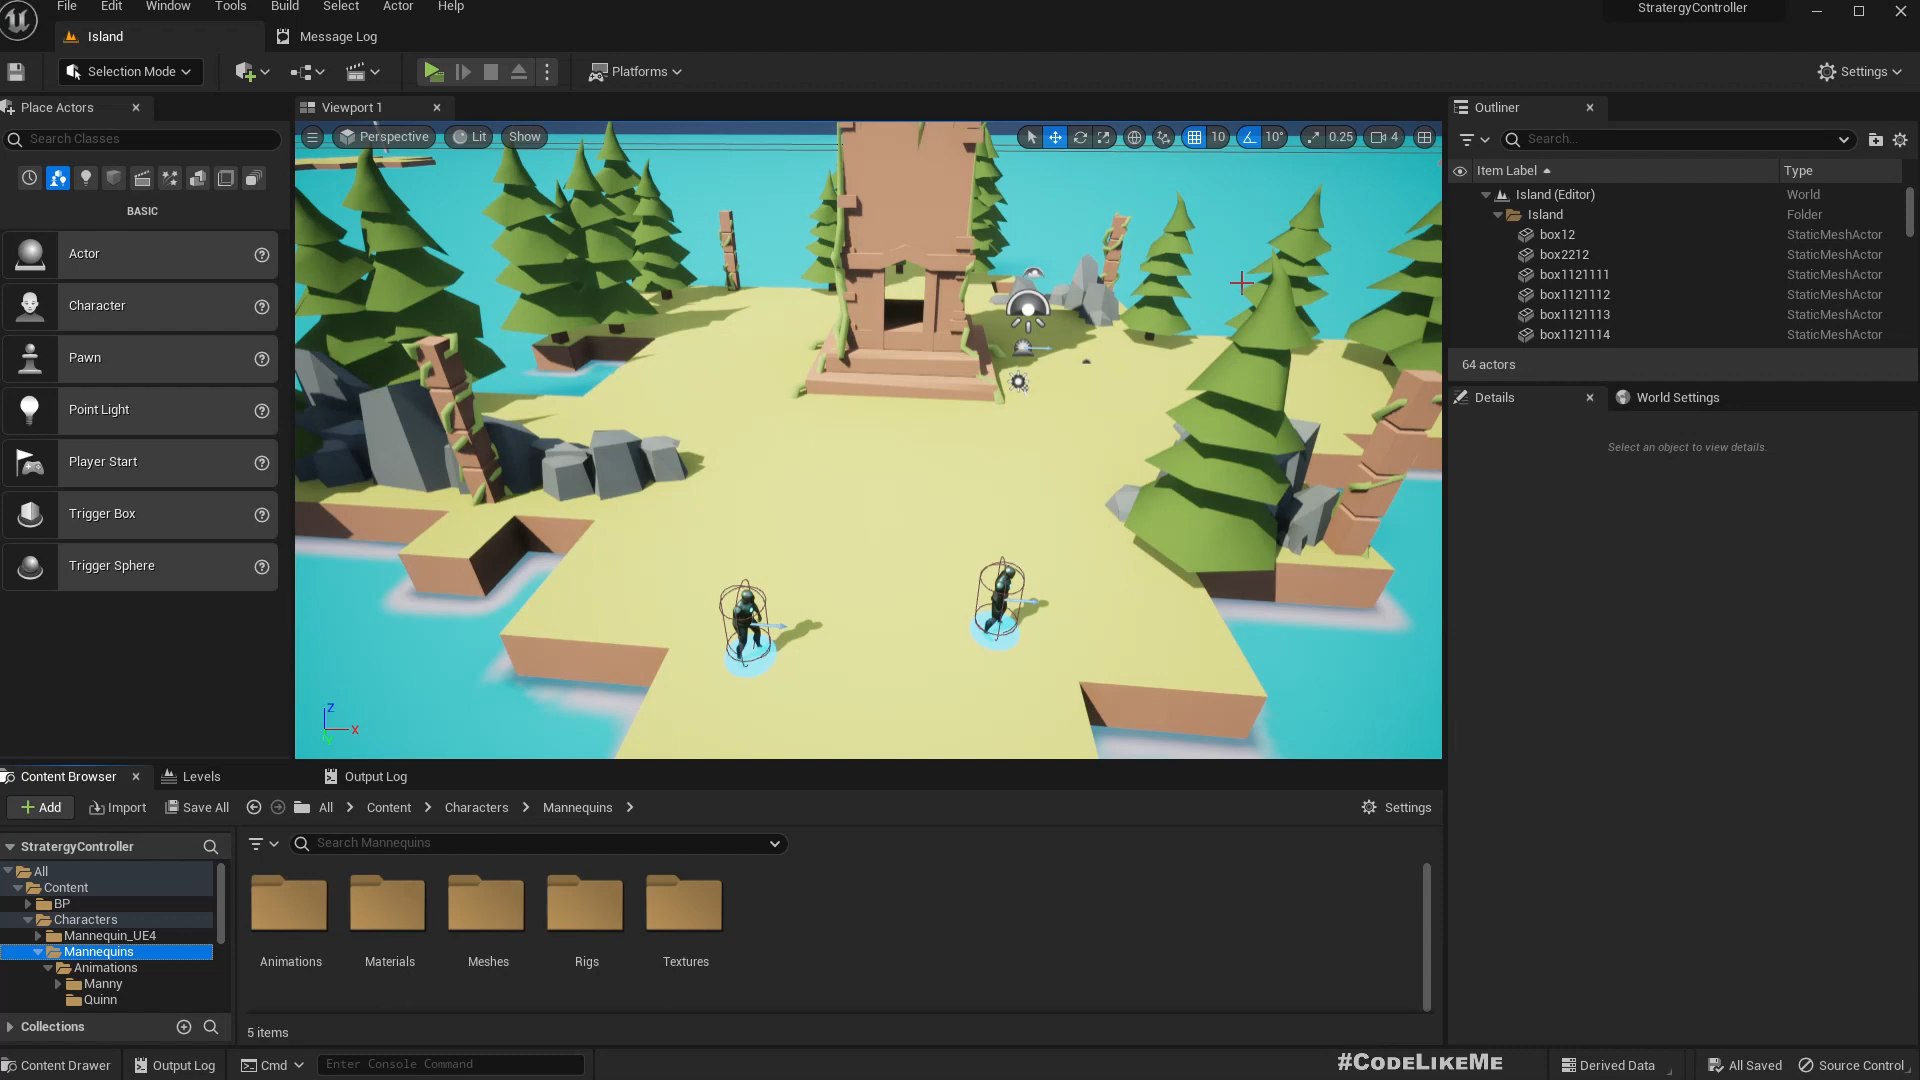 File Edit Window Tools Build Select Actor Help
StratergyController
Island
Message Log
Selection Mode
Platforms
Settings
Place Actors
Viewport 1
Outliner
Search Classes
Perspective
Lit
Show
10
10°
0.25
4
Search...
Item Label
Type
BASIC
Island (Editor) World
Island Folder
box12 StaticMeshActor
box2212 StaticMeshActor
box1121111 StaticMeshActor
box1121112 StaticMeshActor
box1121113 StaticMeshActor
box1121114 StaticMeshActor
64 actors
Actor
Character
Pawn
Point Light
Player Start
Trigger Box
Trigger Sphere
Details
World Settings
Select an object to view details.
Z
X
Y
Content Browser
Levels
Output Log
Add
Import
Save All
All
Content
Characters
Mannequins
Settings
StratergyController
Search Mannequins
All
Content
BP
Characters
Mannequin_UE4
Mannequins
Animations
Manny
Quinn
Animations
Materials
Meshes
Rigs
Textures
Collections
5 items
Content Drawer
Output Log
Cmd
Enter Console Command
#CodeLikeMe
Derived Data
All Saved
Source Control